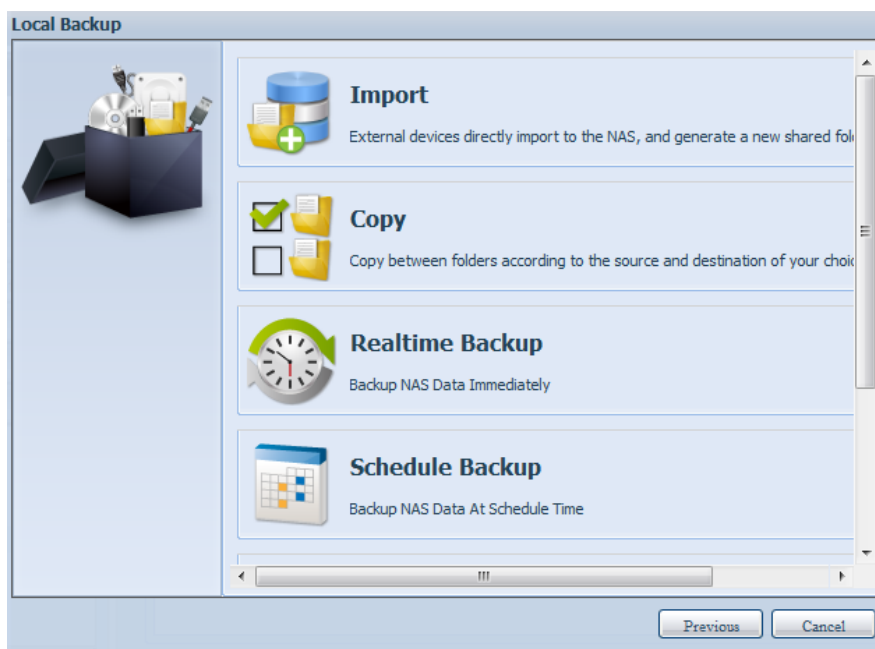 Local Backup
Import
External devices directly import to the NAS, and generate a new shared
Copy
Copy between folders according to the source and destination of your
Realtime Backup
Backup NAS Data Immediately
Schedule Backup
Backup NAS Data At Schedule Time
Previous
Cancel